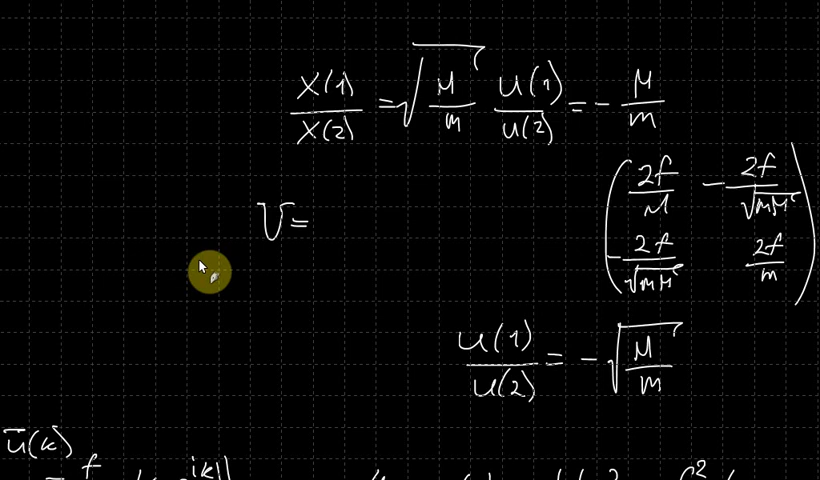 X(1)/X(2) = √(M/m) u(1)/u(2) = - M/m
( 2f/M  - 2f/√(mM) )
V =
( - 2f/√(mM)  2f/m )
u(1)/u(2) = - √(M/m)
ū(k)